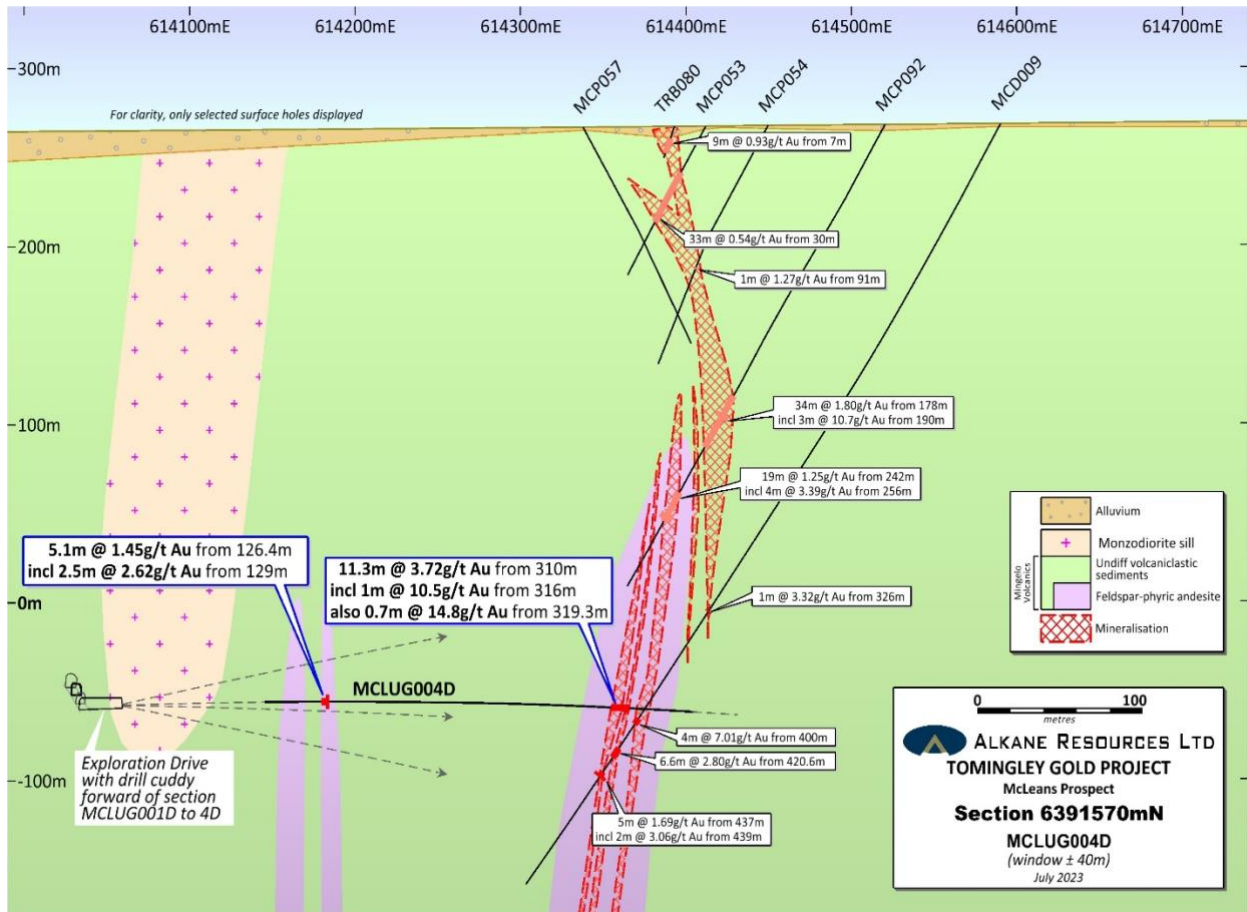 614100mE
614200mE
614300mE
614400mE
614500mE
614600mE
614700mE
300m
200m
100m
0m
-100m
For clarity, only selected surface holes displayed
MCP057
TRB080
MCP053
MCP054
MCP092
MCD009
9m @ 0.93g/t Au from 7m
33m @ 0.54g/t Au from 30m
1m @ 1.27g/t Au from 91m
34m @ 1.80g/t Au from 178m
incl 3m @ 10.7g/t Au from 190m
19m @ 1.25g/t Au from 242m
incl 4m @ 3.39g/t Au from 256m
5.1m @ 1.45g/t Au from 126.4m
incl 2.5m @ 2.62g/t Au from 129m
11.3m @ 3.72g/t Au from 310m
incl 1m @ 10.5g/t Au from 316m
also 0.7m @ 14.8g/t Au from 319.3m
1m @ 3.32g/t Au from 326m
MCLUG004D
4m @ 7.01g/t Au from 400m
6.6m @ 2.80g/t Au from 420.6m
5m @ 1.69g/t Au from 437m
incl 2m @ 3.06g/t Au from 439m
Exploration Drive
with drill cuddy
forward of section
MCLUG001D to 4D
Alluvium
Monzodiorite sill
Mingelo
Volcanics
Undiff volcaniclastic
sediments
Feldspar-phyric andesite
Mineralisation
0 100
metres
ALKANE RESOURCES LTD
TOMINGLEY GOLD PROJECT
McLeans Prospect
Section 6391570mN
MCLUG004D
(window ± 40m)
July 2023